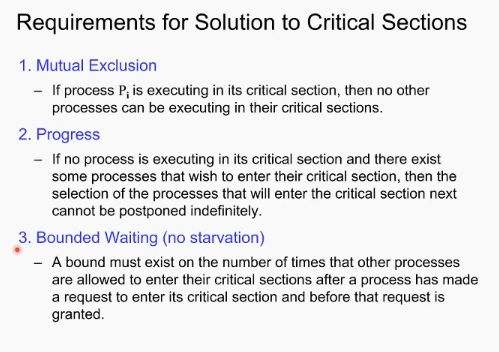 Requirements for Solution to Critical Sections
1. Mutual Exclusion
– If process Pi is executing in its critical section, then no other
processes can be executing in their critical sections.
2. Progress
– If no process is executing in its critical section and there exist
some processes that wish to enter their critical section, then the
selection of the processes that will enter the critical section next
cannot be postponed indefinitely.
3. Bounded Waiting (no starvation)
– A bound must exist on the number of times that other processes
are allowed to enter their critical sections after a process has made
a request to enter its critical section and before that request is
granted.